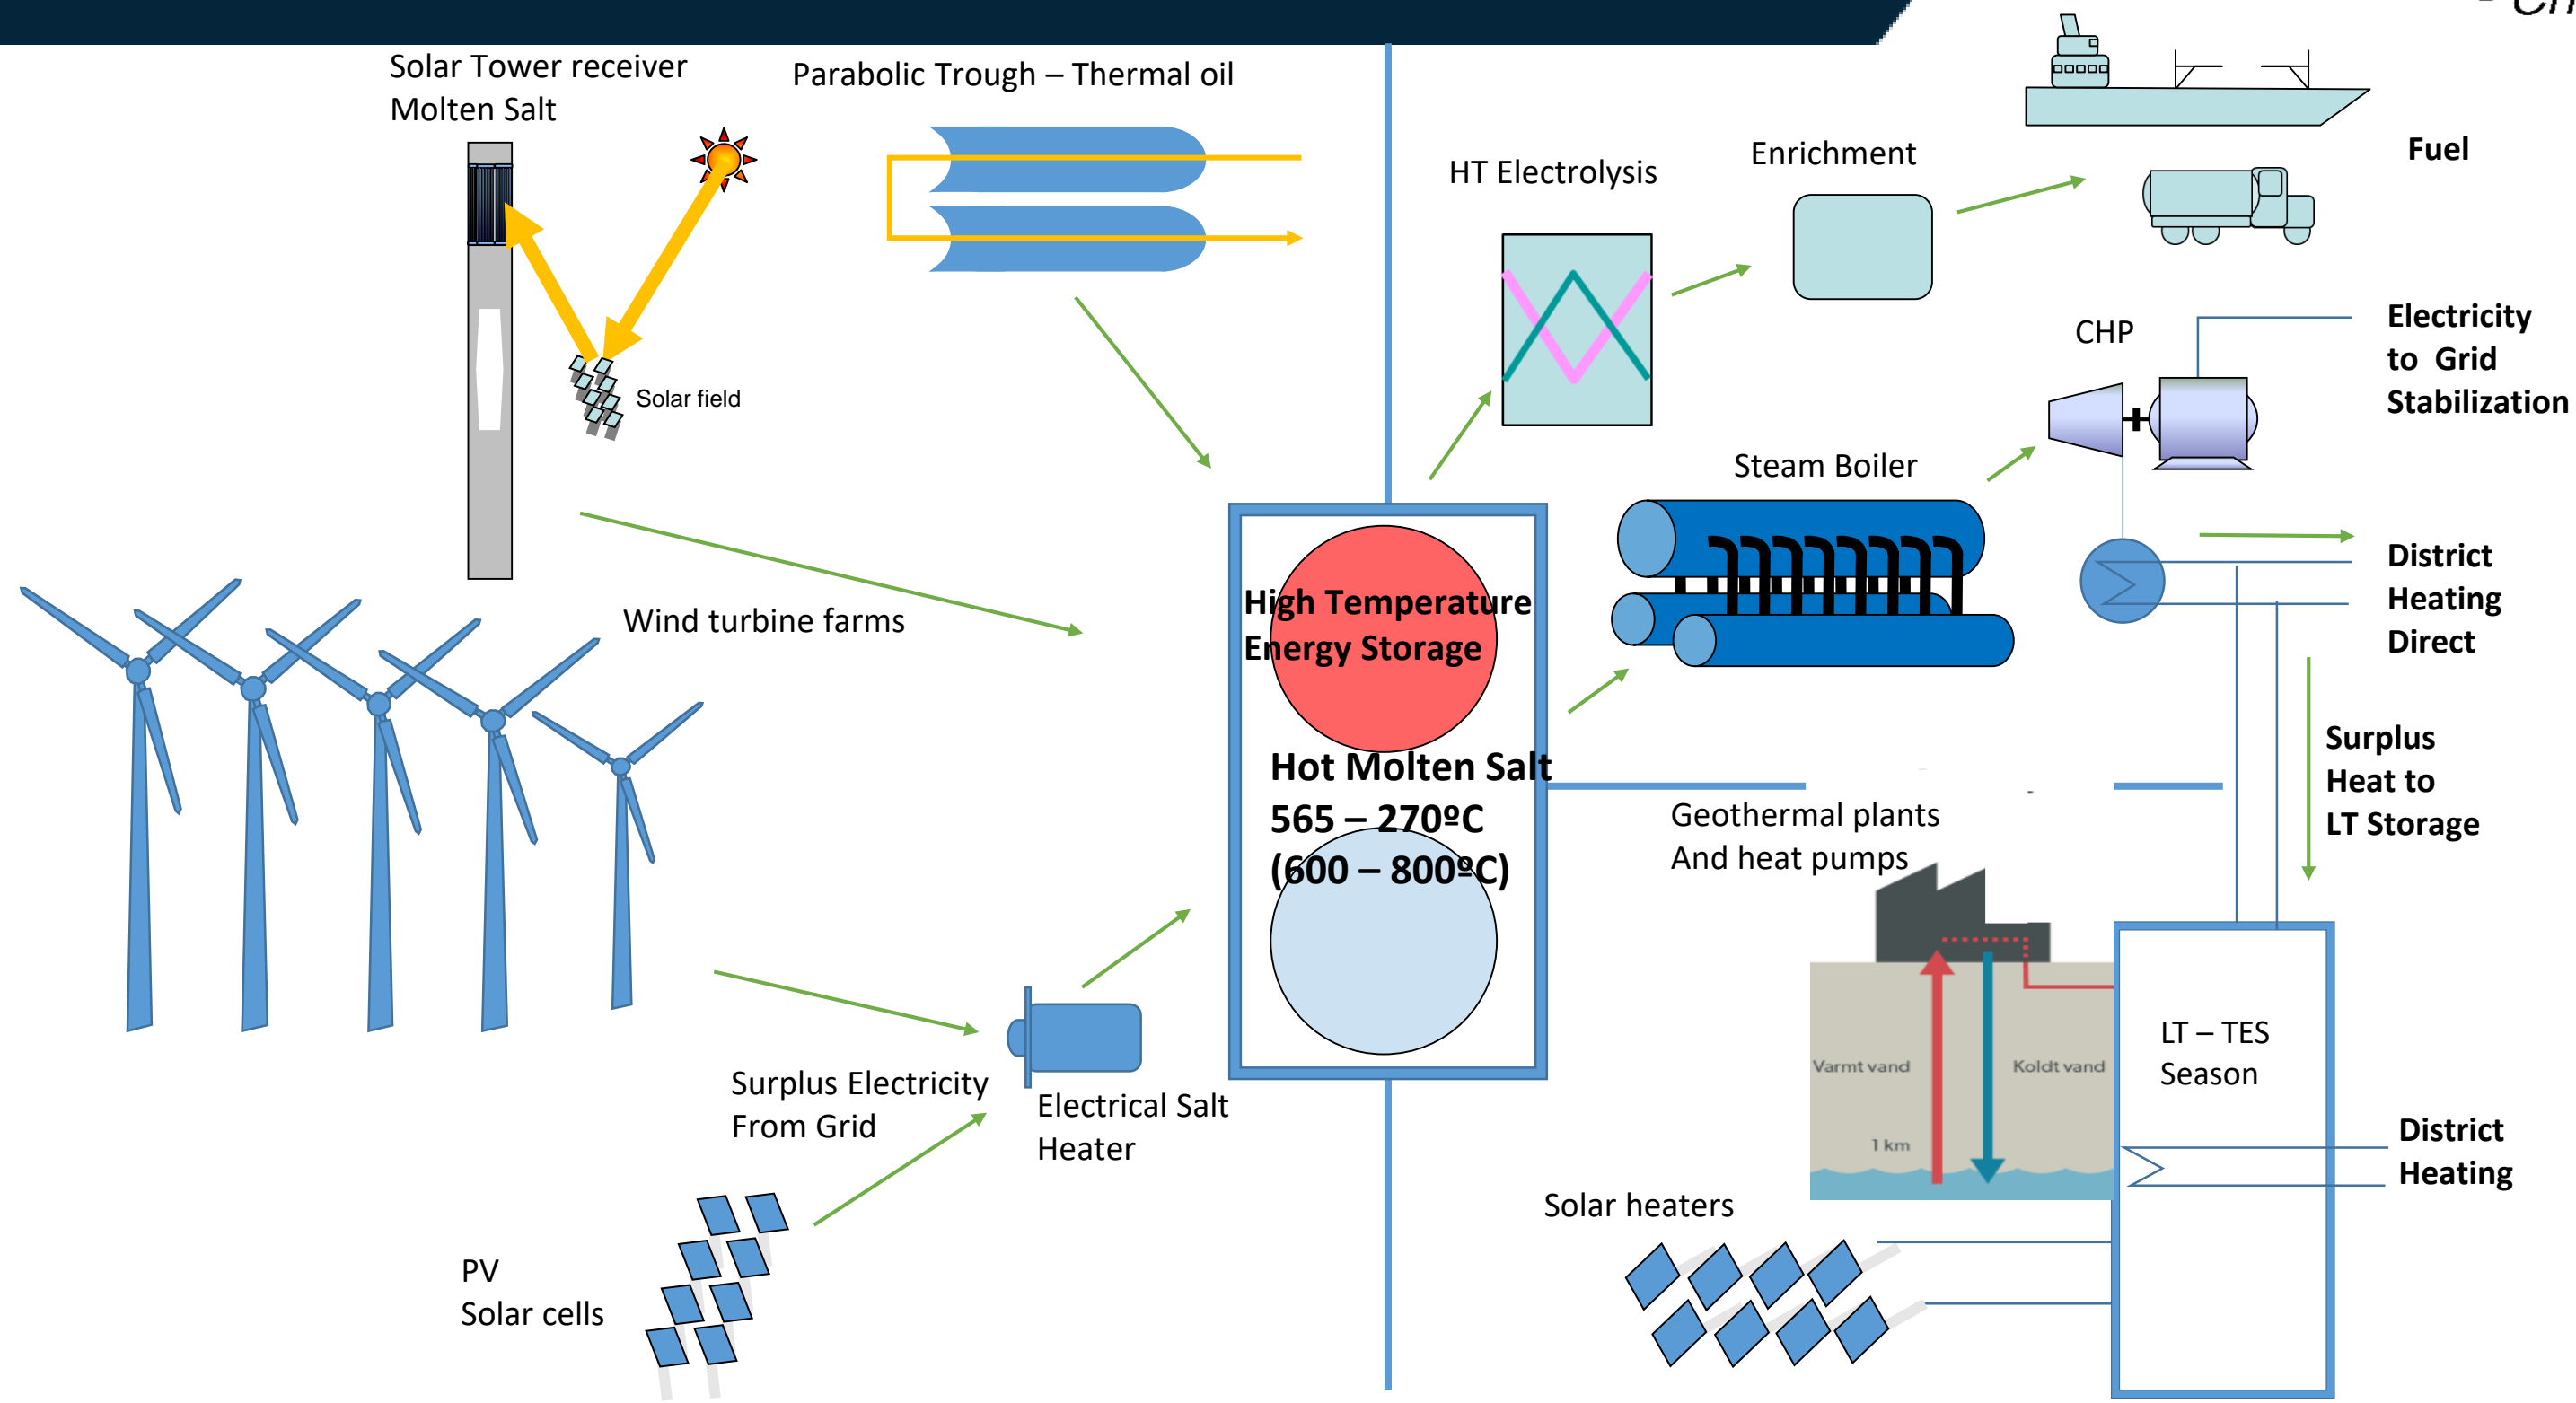 Solar Tower receiver
Molten Salt
Parabolic Trough – Thermal oil
Solar field
Wind turbine farms
Surplus Electricity
From Grid
Electrical Salt
Heater
PV
Solar cells
High Temperature
Energy Storage
Hot Molten Salt
565 – 270ºC
(600 – 800ºC)
HT Electrolysis
Enrichment
Fuel
CHP
Electricity
to Grid
Stabilization
Steam Boiler
District
Heating
Direct
Surplus
Heat to
LT Storage
Geothermal plants
And heat pumps
Varmt vand
Koldt vand
1 km
LT – TES
Season
District
Heating
Solar heaters